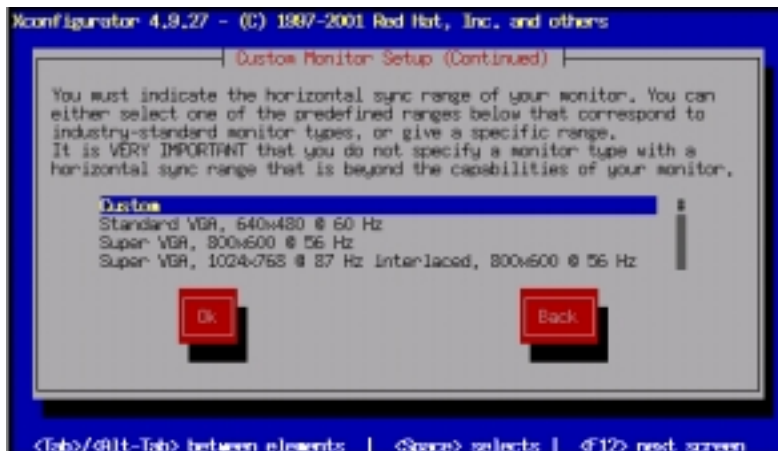 Xconfigurator 4.9.27 - (C) 1997-2001 Red Hat, Inc. and others
Custom Monitor Setup (Continued)
You must indicate the horizontal sync range of your monitor. You can
either select one of the predefined ranges below that correspond to
industry-standard monitor types, or give a specific range.
It is VERY IMPORTANT that you do not specify a monitor type with a
horizontal sync range that is beyond the capabilities of your monitor.
Custom
Standard VGA, 640x480 @ 60 Hz
Super VGA, 800x600 @ 56 Hz
Super VGA, 1024x768 @ 87 Hz interlaced, 800x600 @ 56 Hz
Ok Back
<Tab>/<Alt-Tab> between elements | <Space> selects | <F12> next screen